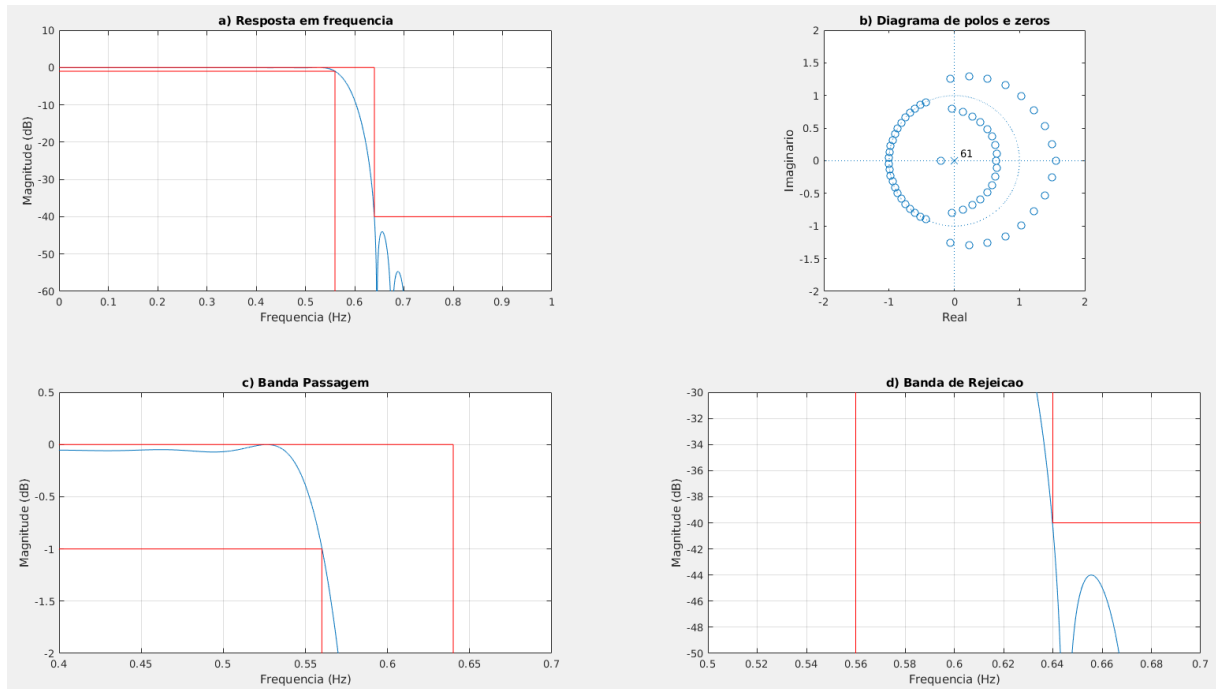 a) Resposta em frequencia
Magnitude (dB)
10
0
-10
-20
-30
-40
-50
-60
0 0.1 0.2 0.3 0.4 0.5 0.6 0.7 0.8 0.9 1
Frequencia (Hz)
b) Diagrama de polos e zeros
Imaginario
2
1.5
1
0.5
0
-0.5
-1
-1.5
-2
61
-2 -1 0 1 2
Real
c) Banda Passagem
Magnitude (dB)
0.5
0
-0.5
-1
-1.5
-2
0.4 0.45 0.5 0.55 0.6 0.65 0.7
Frequencia (Hz)
d) Banda de Rejeicao
Magnitude (dB)
-30
-32
-34
-36
-38
-40
-42
-44
-46
-48
-50
0.5 0.52 0.54 0.56 0.58 0.6 0.62 0.64 0.66 0.68 0.7
Frequencia (Hz)